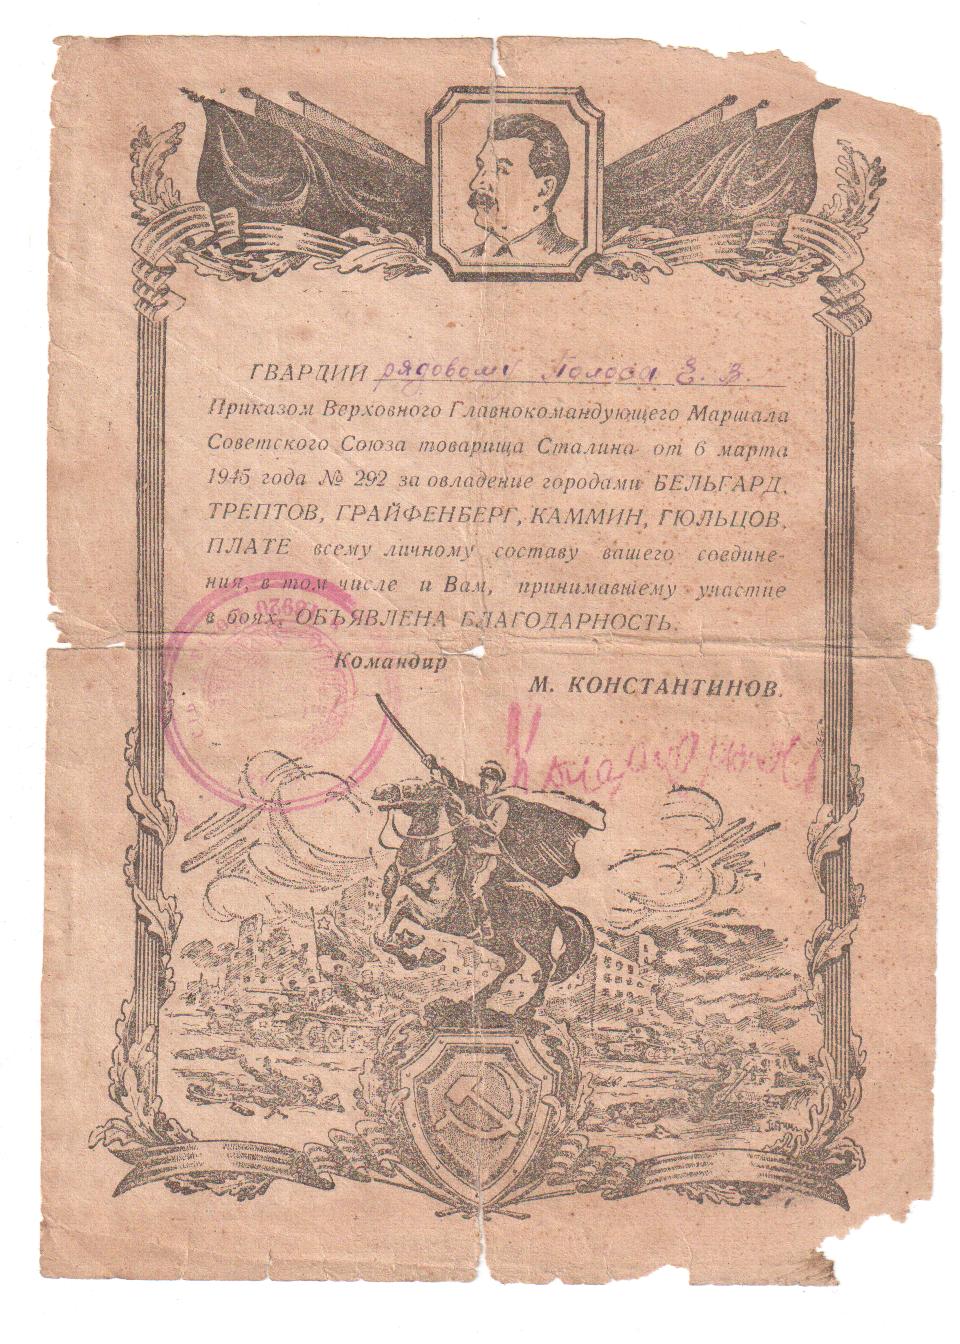 ГВАРДИИ рядовому Голоса Е. В.
Приказом Верховного Главнокомандующего Маршала
Советского Союза товарища Сталина от 6 марта
1945 года № 292 за овладение городами БЕЛЬГАРД,
ТРЕПТОВ, ГРАЙФЕНБЕРГ, КАММИН, ГЮЛЬЦОВ,
ПЛАТЕ всему личному составу вашего соедине-
ния, в том числе и Вам, принимавшему участие
в боях, ОБЪЯВЛЕНА БЛАГОДАРНОСТЬ.
Командир
М. КОНСТАНТИНОВ.